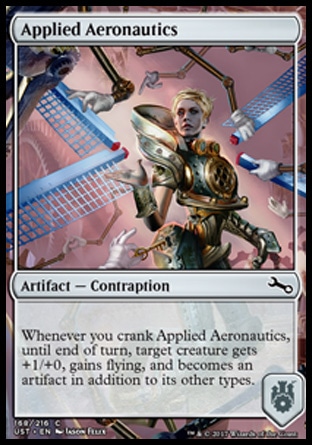 Applied Aeronautics
Artifact — Contraption
Whenever you crank Applied Aeronautics,
until end of turn, target creature gets
+1/+0, gains flying, and becomes an
artifact in addition to its other types.
168/216 C
UST • EN Jason Felix
™ & © 2017 Wizards of the Coast